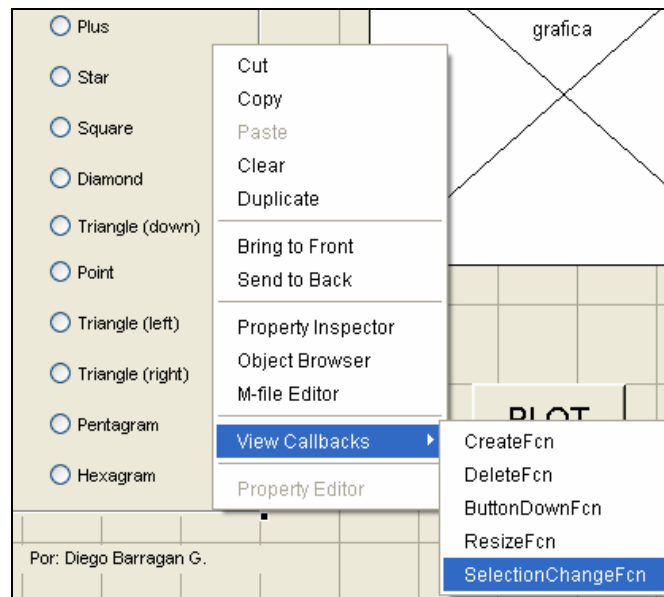 Plus
Star
Square
Diamond
Triangle (down)
Point
Triangle (left)
Triangle (right)
Pentagram
Hexagram
Por: Diego Barragan G.
grafica
Cut
Copy
Paste
Clear
Duplicate
Bring to Front
Send to Back
Property Inspector
Object Browser
M-file Editor
View Callbacks
Property Editor
PLOT
CreateFcn
DeleteFcn
ButtonDownFcn
ResizeFcn
SelectionChangeFcn